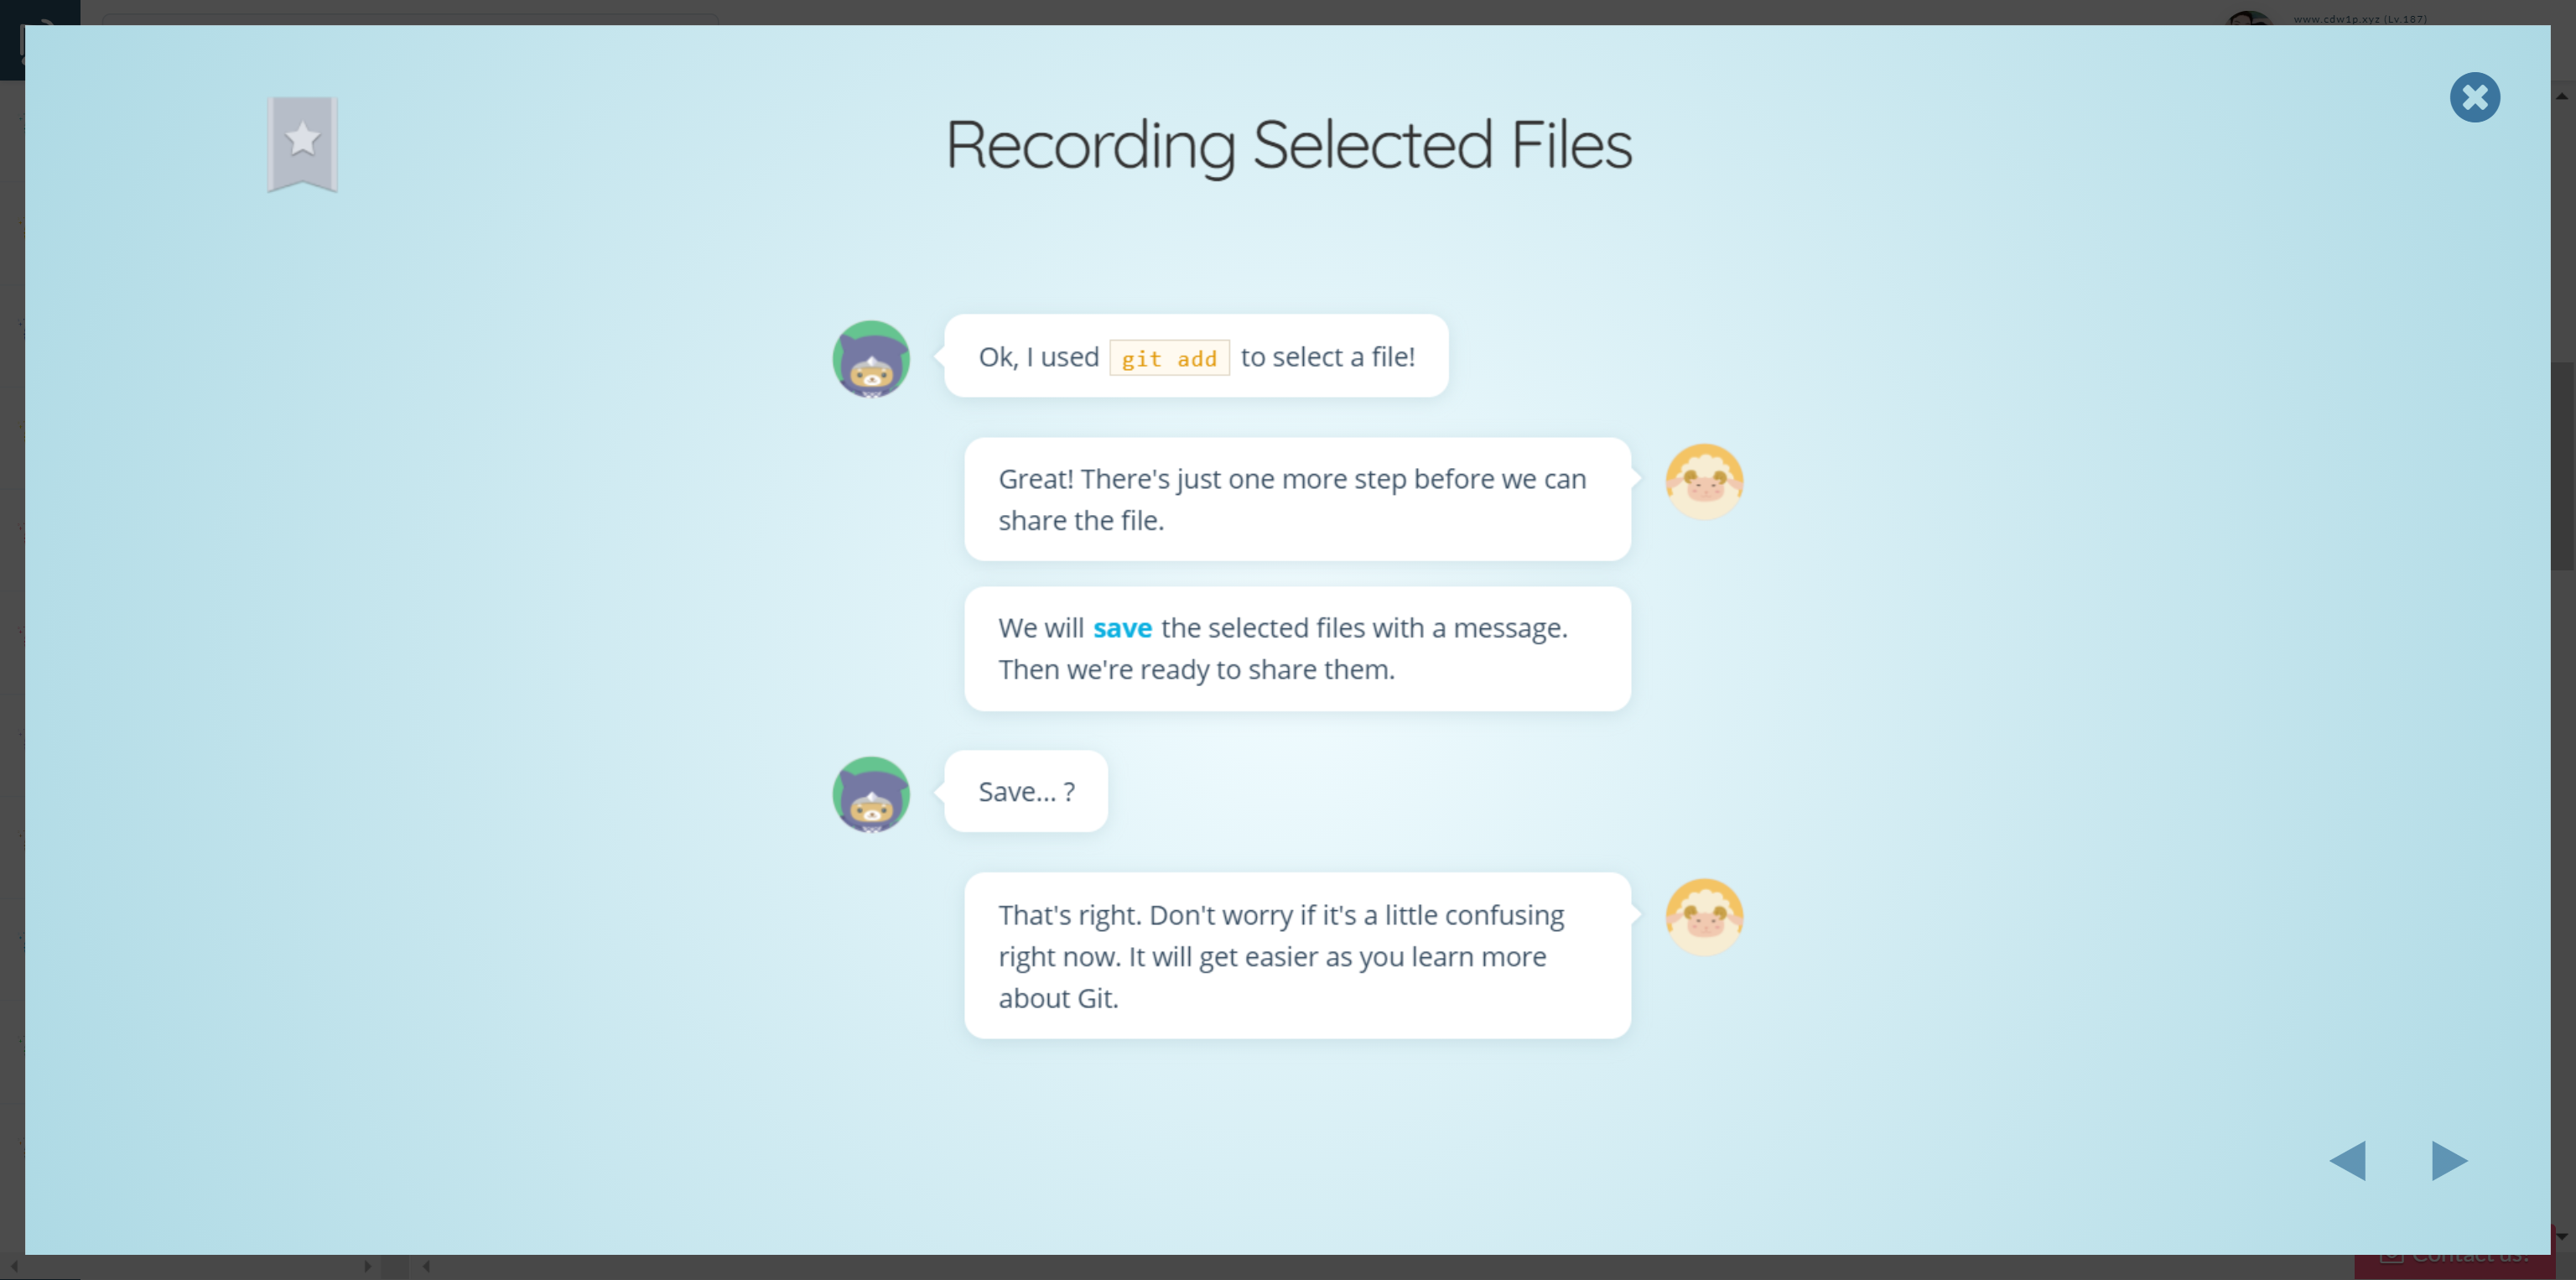 www.cdw1p.xyz (Lv.187)
Recording Selected Files
Ok, I used git add to select a file!
Great! There's just one more step before we can
share the file.
We will save the selected files with a message.
Then we're ready to share them.
Save... ?
That's right. Don't worry if it's a little confusing
right now. It will get easier as you learn more
about Git.
Contact us!